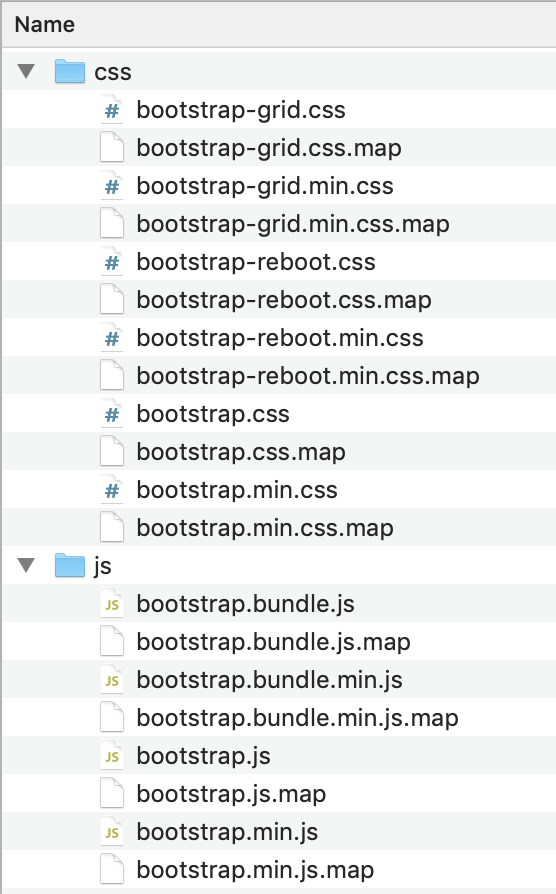 Name
css
# bootstrap-grid.css
bootstrap-grid.css.map
# bootstrap-grid.min.css
bootstrap-grid.min.css.map
# bootstrap-reboot.css
bootstrap-reboot.css.map
# bootstrap-reboot.min.css
bootstrap-reboot.min.css.map
# bootstrap.css
bootstrap.css.map
# bootstrap.min.css
bootstrap.min.css.map
js
JS bootstrap.bundle.js
bootstrap.bundle.js.map
JS bootstrap.bundle.min.js
bootstrap.bundle.min.js.map
JS bootstrap.js
bootstrap.js.map
JS bootstrap.min.js
bootstrap.min.js.map